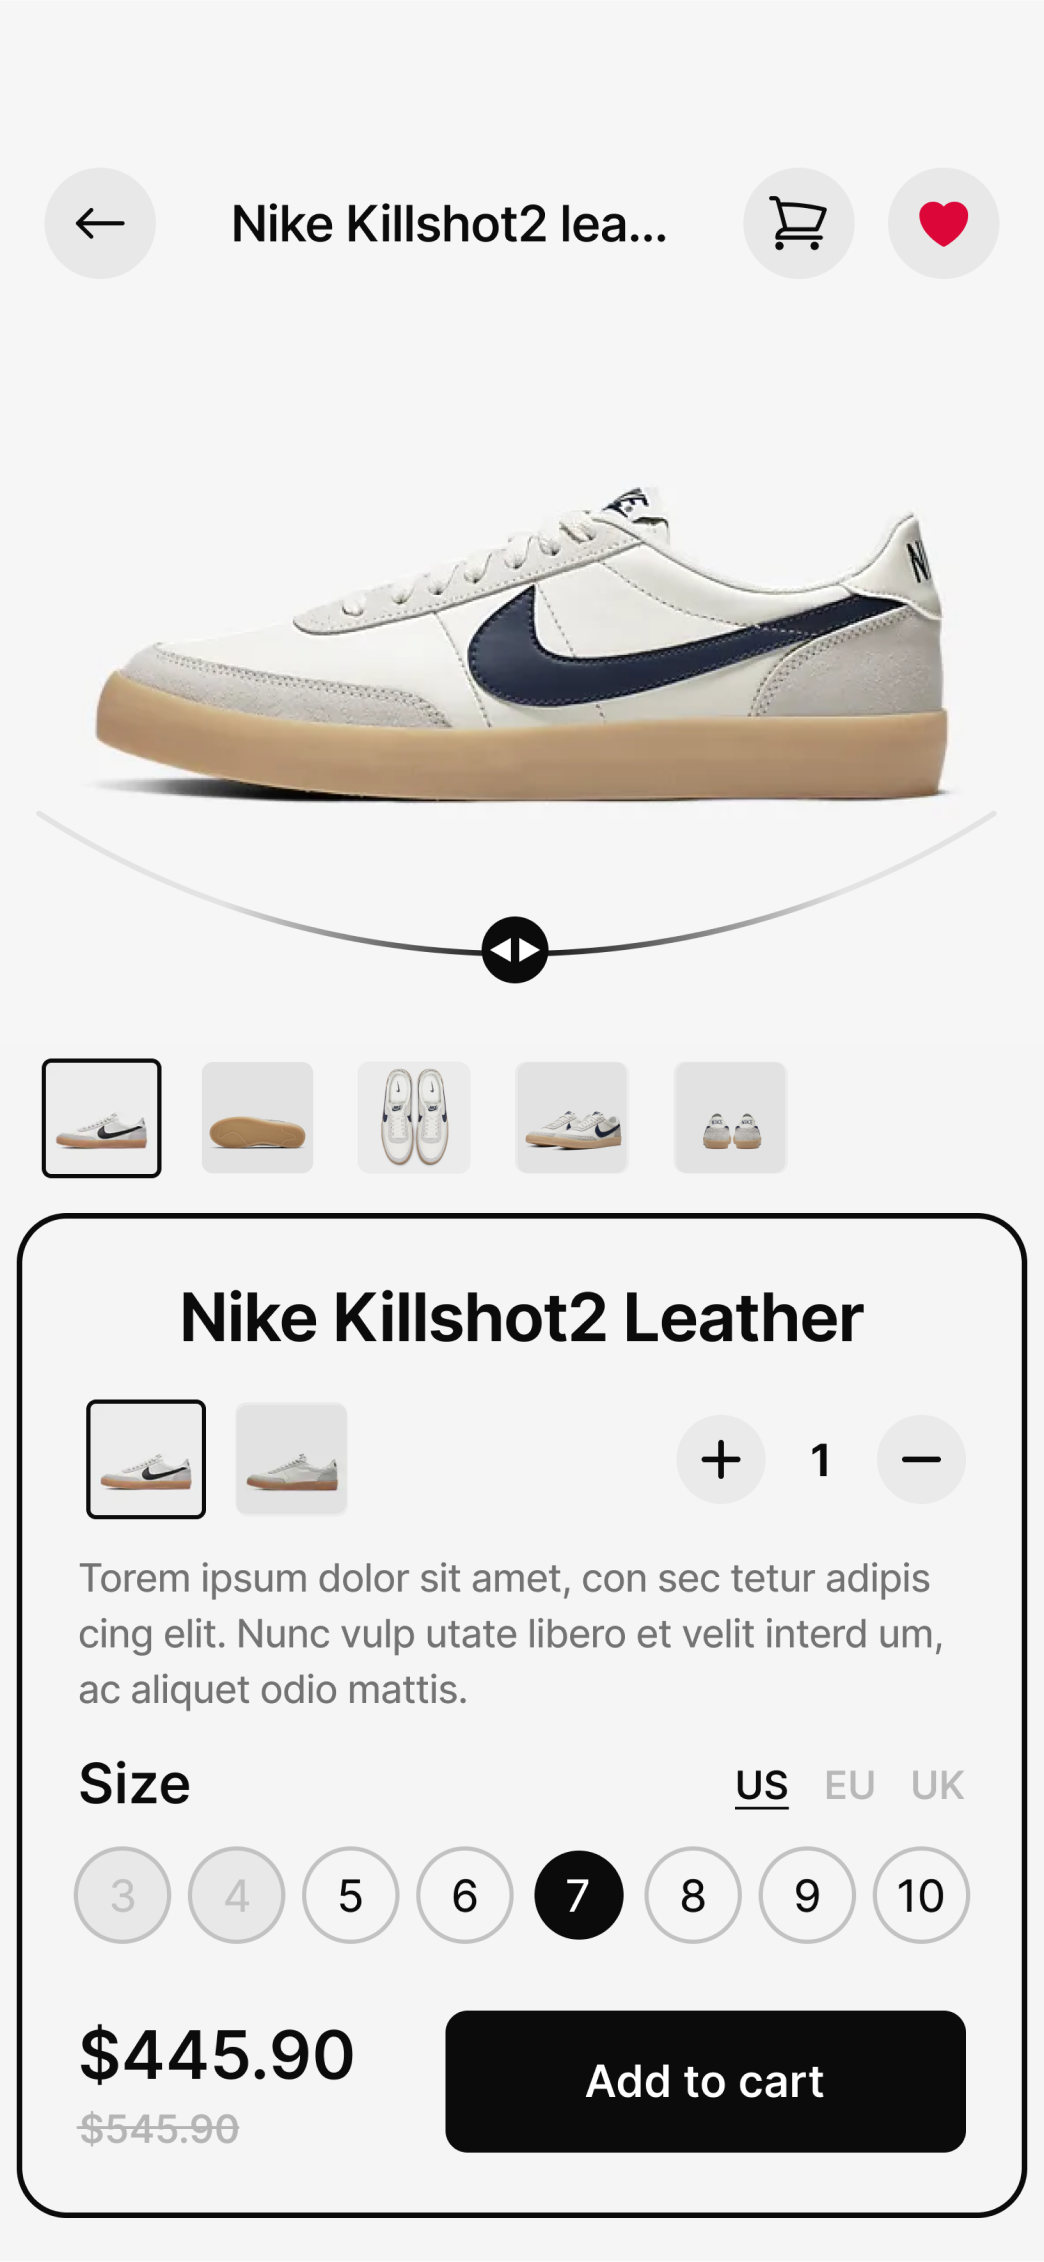 Nike Killshot2 lea...
Nike Killshot2 Leather
1
Torem ipsum dolor sit amet, con sec tetur adipis
cing elit. Nunc vulp utate libero et velit interd um,
ac aliquet odio mattis.
Size
US EU UK
3 4 5 6 7 8 9 10
$445.90
Add to cart
$545.90